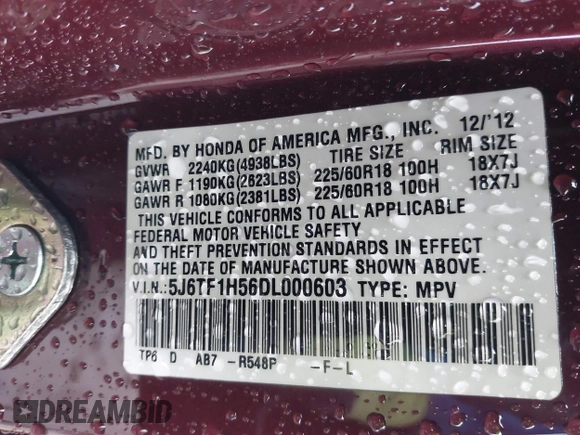 MFD. BY HONDA OF AMERICA MFG., INC. 12/'12
GVWR 2240KG(4938LBS) TIRE SIZE RIM SIZE
GAWR F 1190KG(2623LBS) 225/60R18 100H 18X7J
GAWR R 1080KG(2381LBS) 225/60R18 100H 18X7J
THIS VEHICLE CONFORMS TO ALL APPLICABLE
FEDERAL MOTOR VEHICLE SAFETY
AND THEFT PREVENTION STANDARDS IN EFFECT
ON THE DATE OF MANUFACTURE SHOWN ABOVE.
V.I.N.: 5J6TF1H56DL000603 TYPE: MPV
TP6 D AB7 -R548P -F-L
DREAMBID